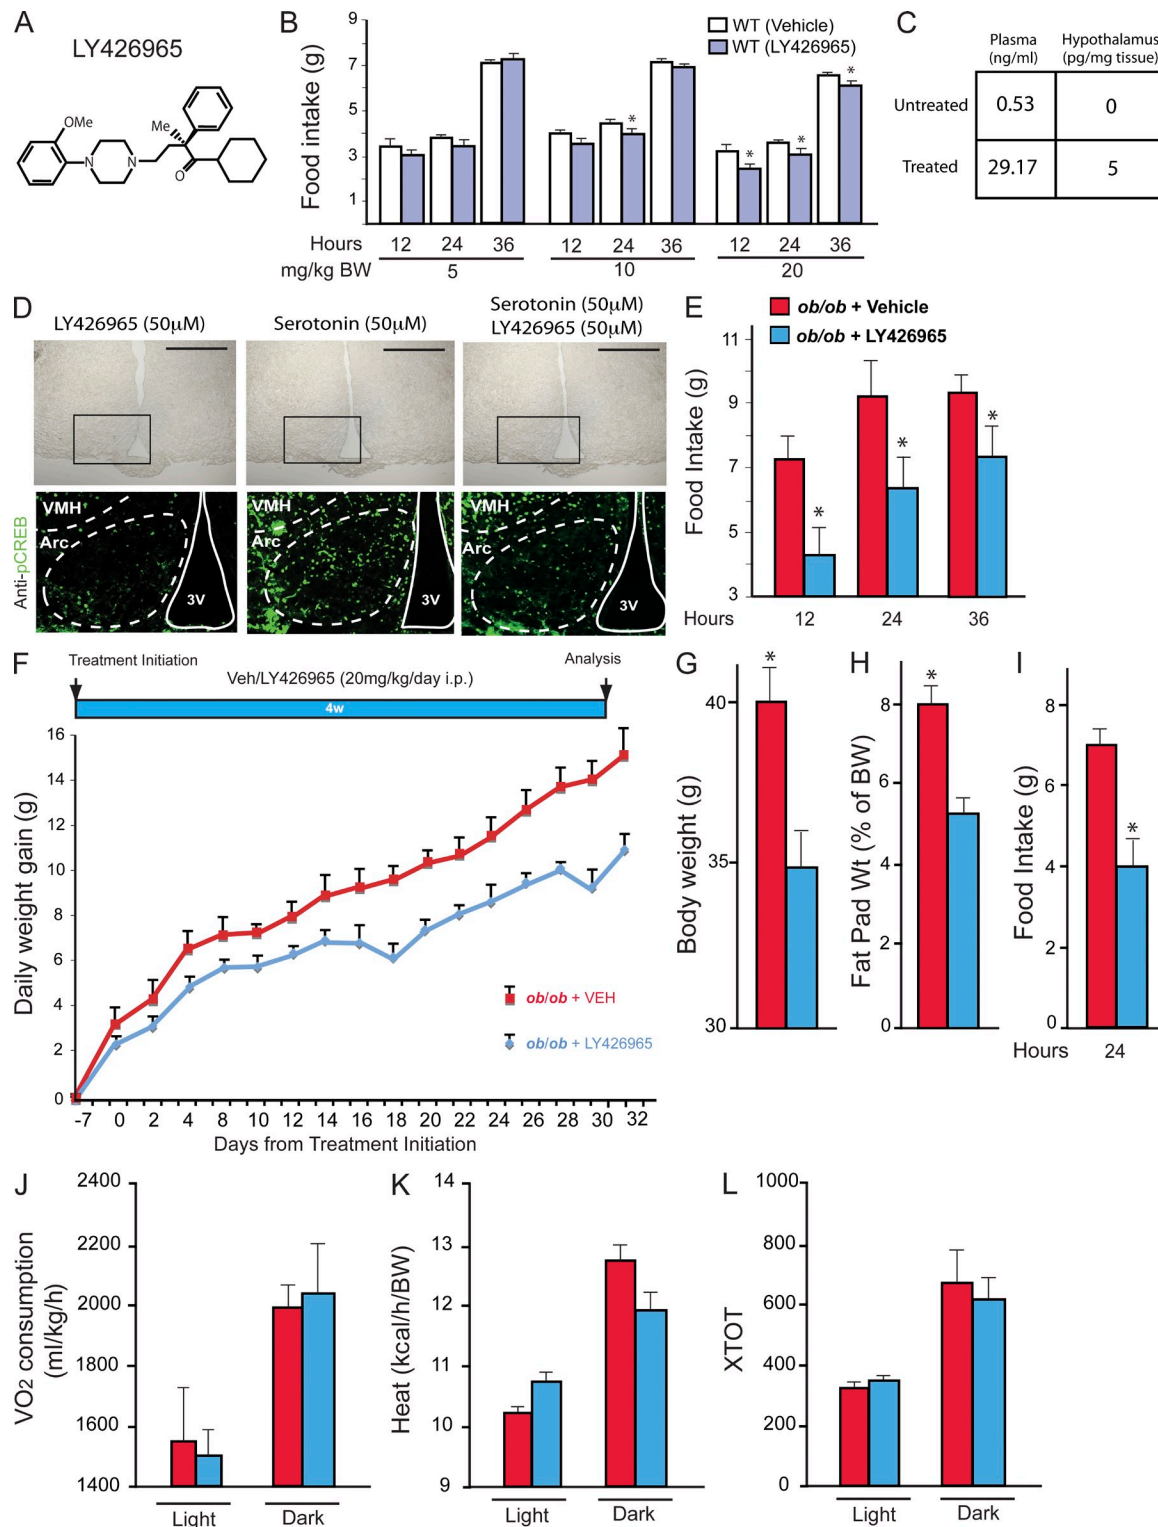 A
LY426965
OMe
N
N
Me
O
B
Food intake (g)
9
7
5
3
1
WT (Vehicle)
WT (LY426965)
*
*
*
*
Hours 12 24 36 12 24 36 12 24 36
mg/kg BW 5 10 20
C
Plasma
(ng/ml)
Hypothalamus
(pg/mg tissue)
Untreated 0.53 0
Treated 29.17 5
D
LY426965 (50μM)
Serotonin (50μM)
Serotonin (50μM)
LY426965 (50μM)
Anti-pCREB
VMH
Arc
3V
VMH
Arc
3V
VMH
Arc
3V
E
ob/ob + Vehicle
ob/ob + LY426965
Food Intake (g)
11
9
7
5
3
*
*
*
Hours 12 24 36
F
Treatment Initiation
Analysis
Veh/LY426965 (20mg/kg/day i.p.)
4w
Daily weight gain (g)
16
14
12
10
8
6
4
2
0
ob/ob + VEH
ob/ob + LY426965
-7 0 2 4 8 10 12 14 16 18 20 22 24 26 28 30 32
Days from Treatment Initiation
G
Body weight (g)
40
35
30
*
H
Fat Pad Wt (% of BW)
8
6
4
2
0
*
I
Food Intake (g)
8
6
4
2
0
*
Hours 24
J
VO2 consumption
(ml/kg/h)
2400
2200
2000
1800
1600
1400
Light Dark
K
Heat (kcal/h/BW)
14
13
12
11
10
9
Light Dark
L
XTOT
1000
800
600
400
200
0
Light Dark